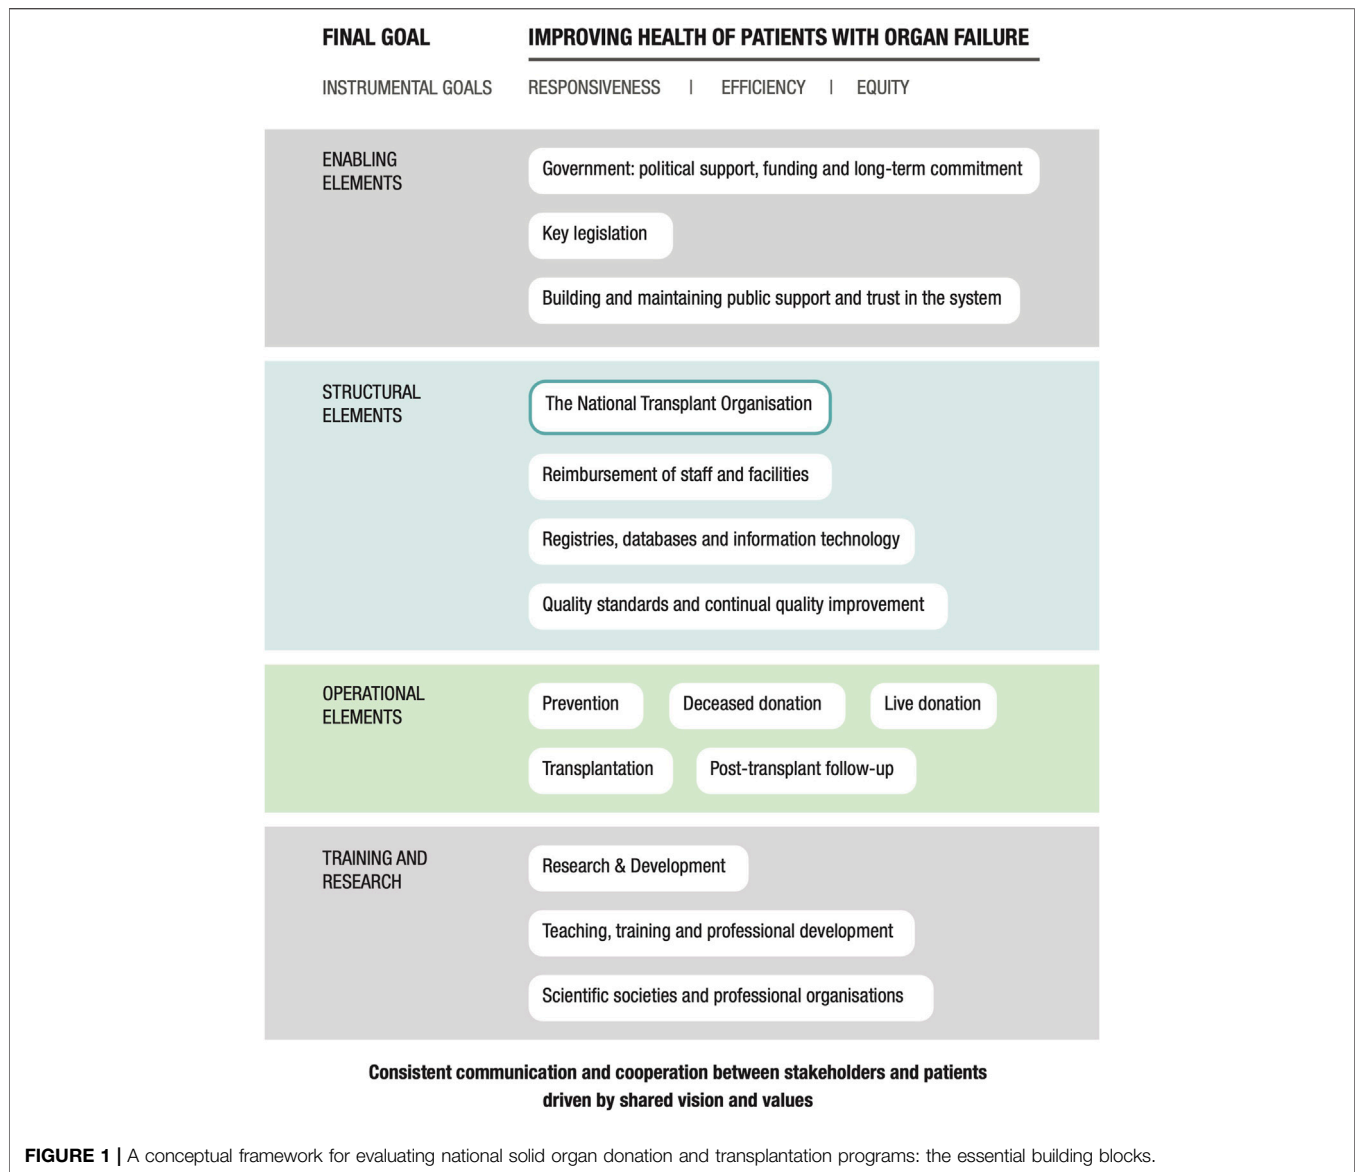 FINAL GOAL IMPROVING HEALTH OF PATIENTS WITH ORGAN FAILURE
INSTRUMENTAL GOALS RESPONSIVENESS | EFFICIENCY | EQUITY
ENABLING
ELEMENTS
Government: political support, funding and long-term commitment
Key legislation
Building and maintaining public support and trust in the system
STRUCTURAL
ELEMENTS
The National Transplant Organisation
Reimbursement of staff and facilities
Registries, databases and information technology
Quality standards and continual quality improvement
OPERATIONAL
ELEMENTS
Prevention Deceased donation Live donation
Transplantation Post-transplant follow-up
TRAINING AND
RESEARCH
Research & Development
Teaching, training and professional development
Scientific societies and professional organisations
Consistent communication and cooperation between stakeholders and patients
driven by shared vision and values
FIGURE 1 | A conceptual framework for evaluating national solid organ donation and transplantation programs: the essential building blocks.